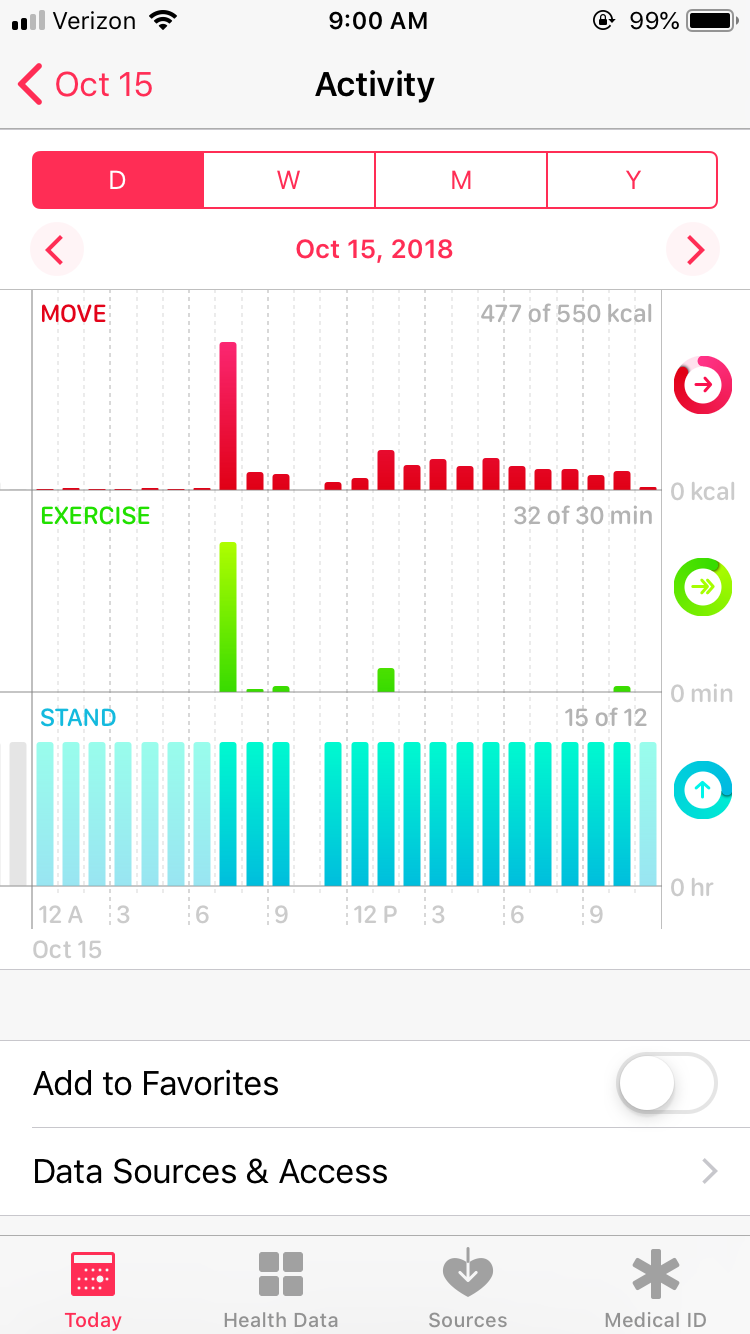 Verizon 9:00 AM 99%
Oct 15 Activity
D W M Y
Oct 15, 2018
MOVE 477 of 550 kcal
0 kcal
EXERCISE 32 of 30 min
0 min
STAND 15 of 12
0 hr
12 A 3 6 9 12 P 3 6 9
Oct 15
Add to Favorites
Data Sources & Access
Today Health Data Sources Medical ID